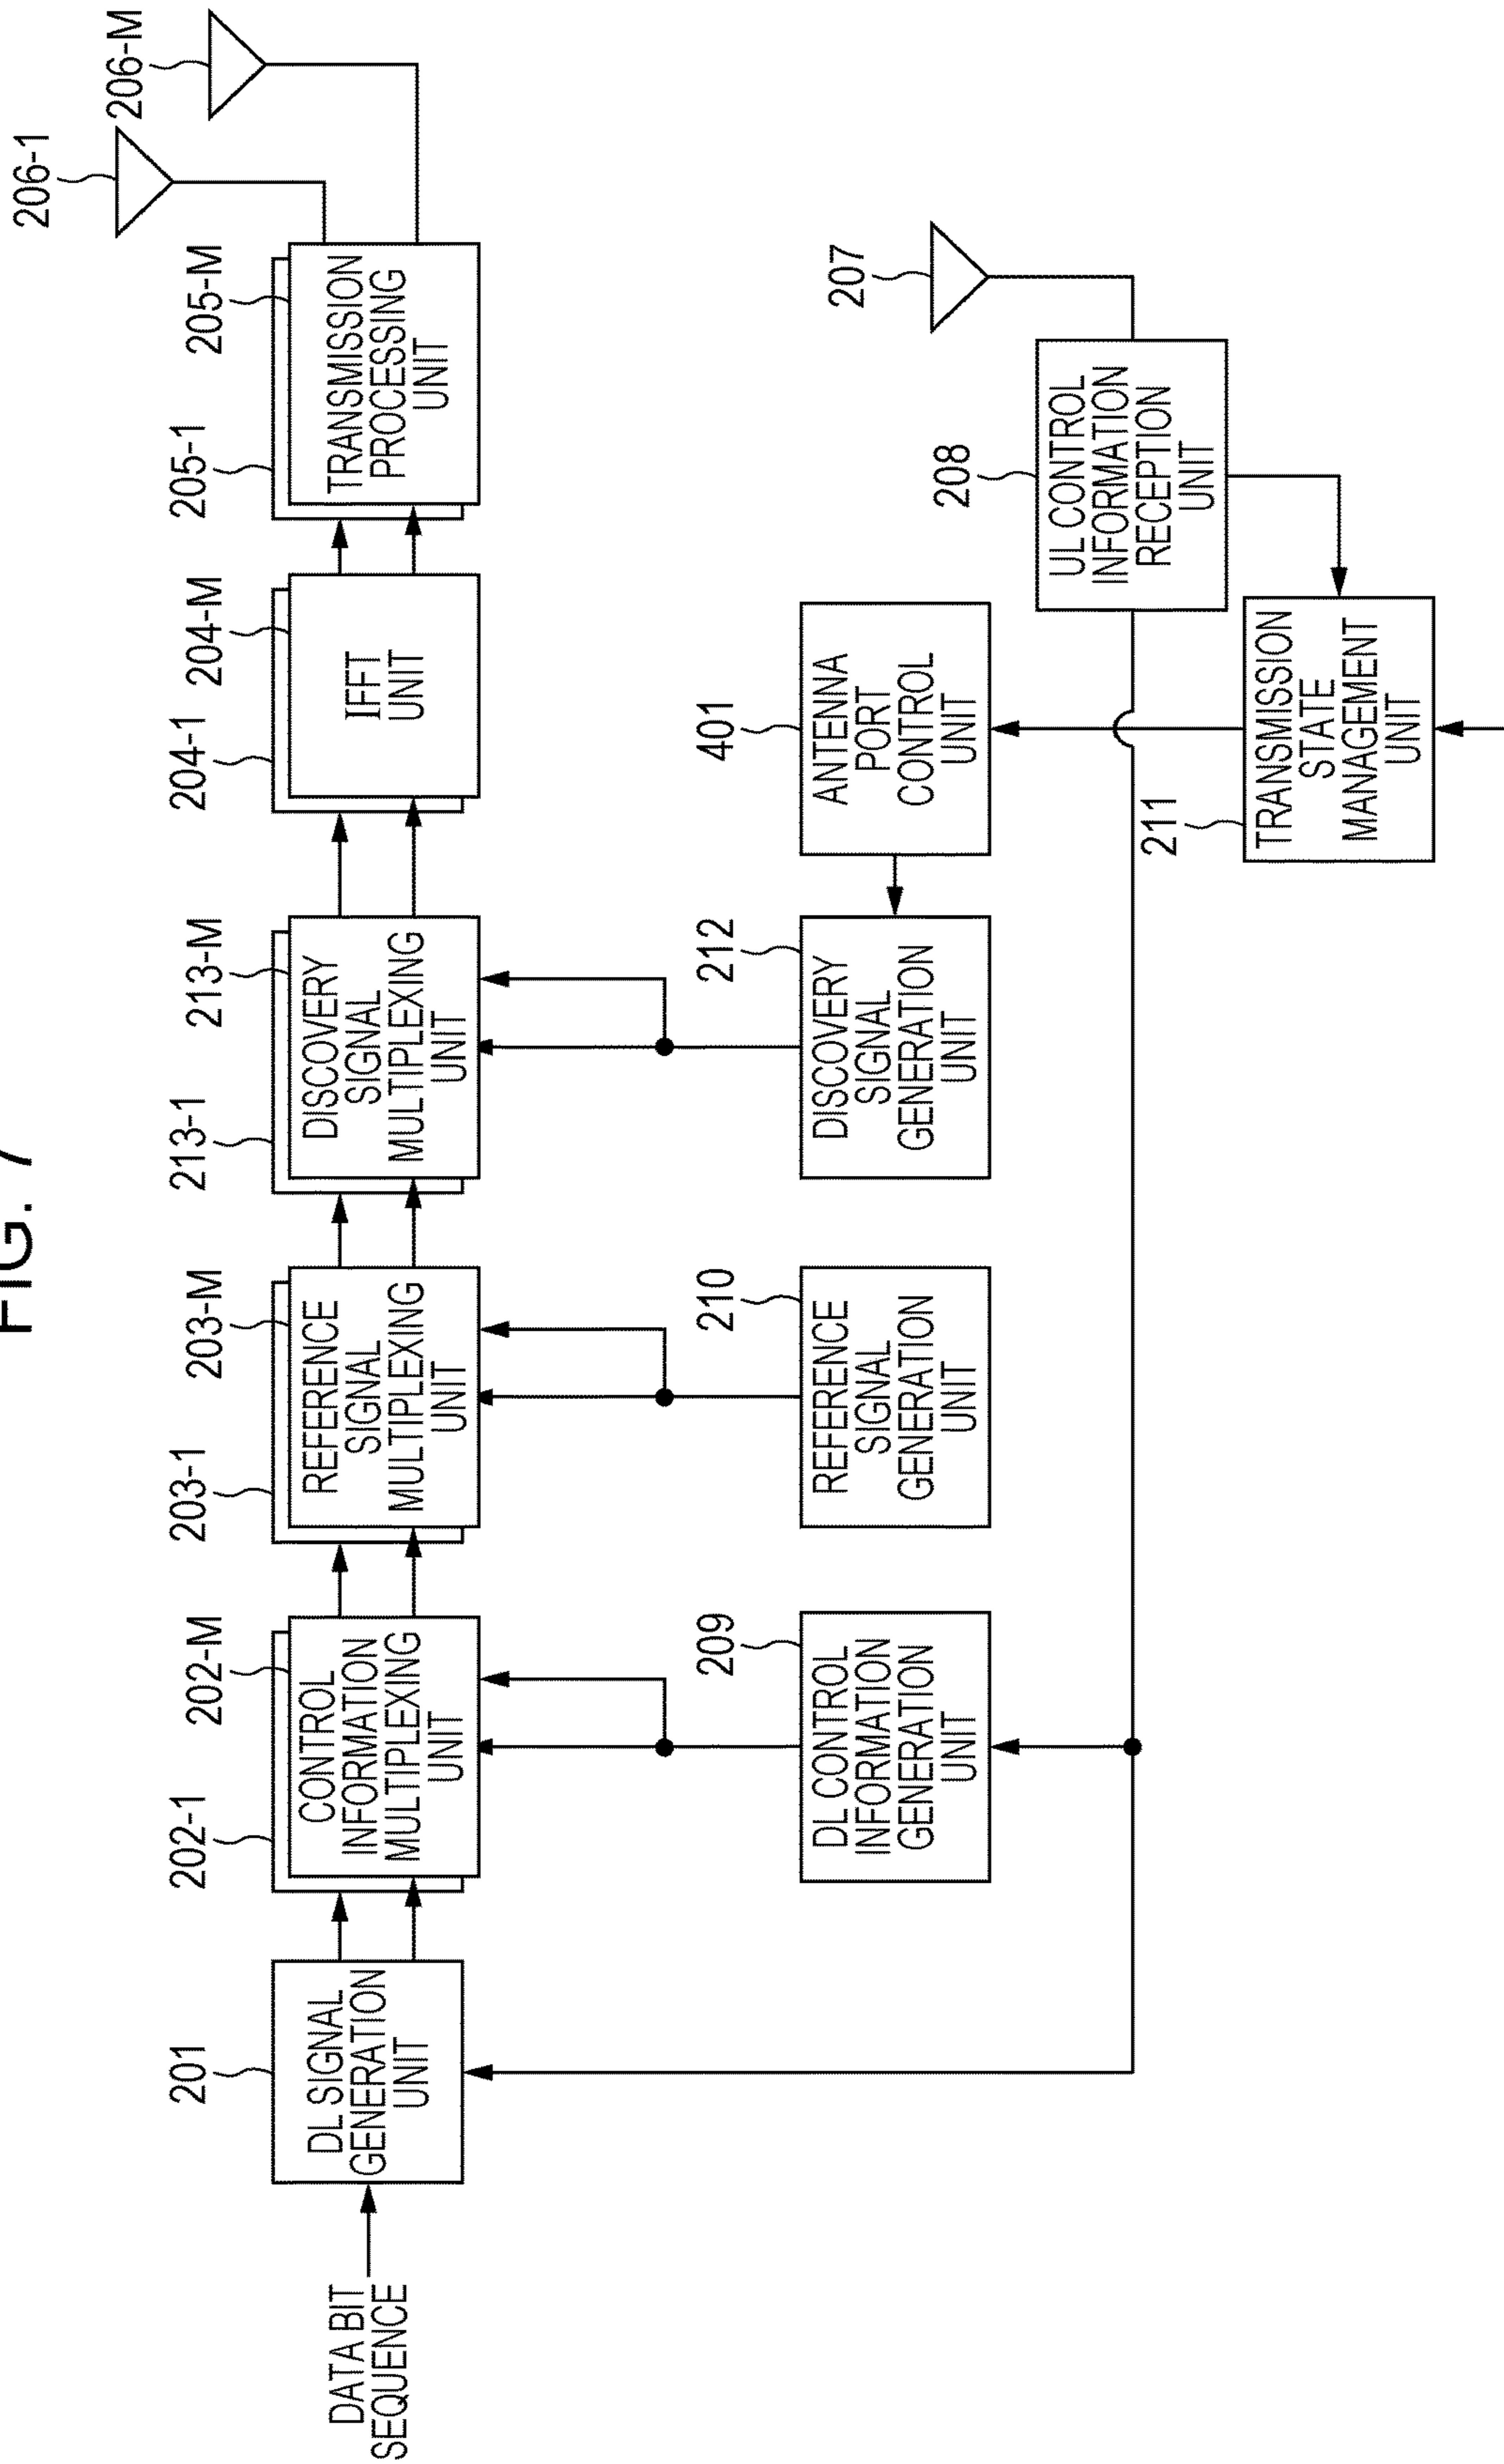 FIG. 7
206-1
206-M
205-1
205-M
TRANSMISSION
PROCESSING
UNIT
204-1
204-M
IFFT
UNIT
213-1
213-M
DISCOVERY
SIGNAL
MULTIPLEXING
UNIT
203-1
203-M
REFERENCE
SIGNAL
MULTIPLEXING
UNIT
202-1
202-M
CONTROL
INFORMATION
MULTIPLEXING
UNIT
201
DL SIGNAL
GENERATION
UNIT
DATA BIT
SEQUENCE
209
DL CONTROL
INFORMATION
GENERATION
UNIT
210
REFERENCE
SIGNAL
GENERATION
UNIT
212
DISCOVERY
SIGNAL
GENERATION
UNIT
401
ANTENNA
PORT
CONTROL
UNIT
207
208
UL CONTROL
INFORMATION
RECEPTION
UNIT
211
TRANSMISSION
STATE
MANAGEMENT
UNIT